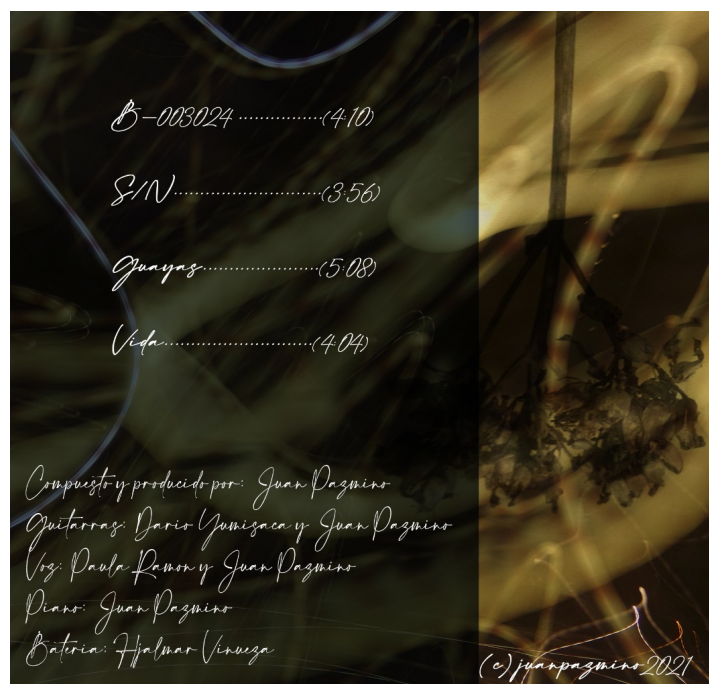 B-003024 ................(4:10)
S/N............................(3:56)
Guayas......................(5:08)
Vida............................(4:04)
Compuesto y producido por: Juan Pazmino
Guitarras: Dario Yumisaca y Juan Pazmino
Voz: Paula Ramon y Juan Pazmino
Piano: Juan Pazmino
Bateria: Hjalmar Vinueza
(c) juanpazmino 2021